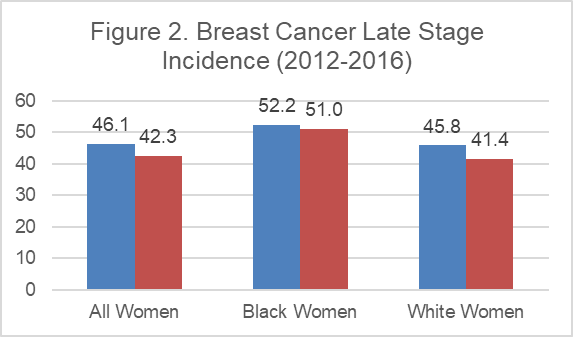 Figure 2. Breast Cancer Late Stage
Incidence (2012-2016)
60
50
40
30
20
10
0
46.1
42.3
52.2
51.0
45.8
41.4
All Women
Black Women
White Women